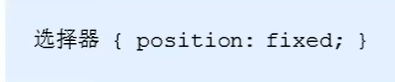 选择器 { position: fixed; }